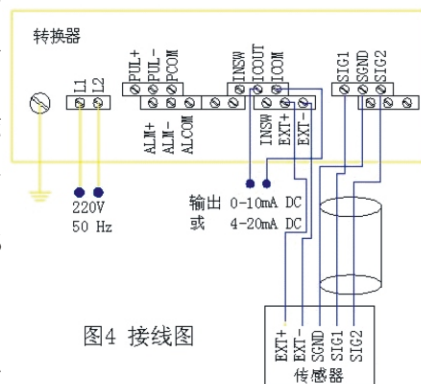 转换器
L1
L2
PUL+
PUL-
PCOM
ALM+
ALM-
ALCOM
INSW
ICOUT
ICOM
INSW
EXT+
EXT-
SIG1
SGND
SIG2
220V
50 Hz
输出 0-10mA DC
或 4-20mA DC
图4 接线图
EXT+
EXT-
SGND
SIG1
SIG2
传感器